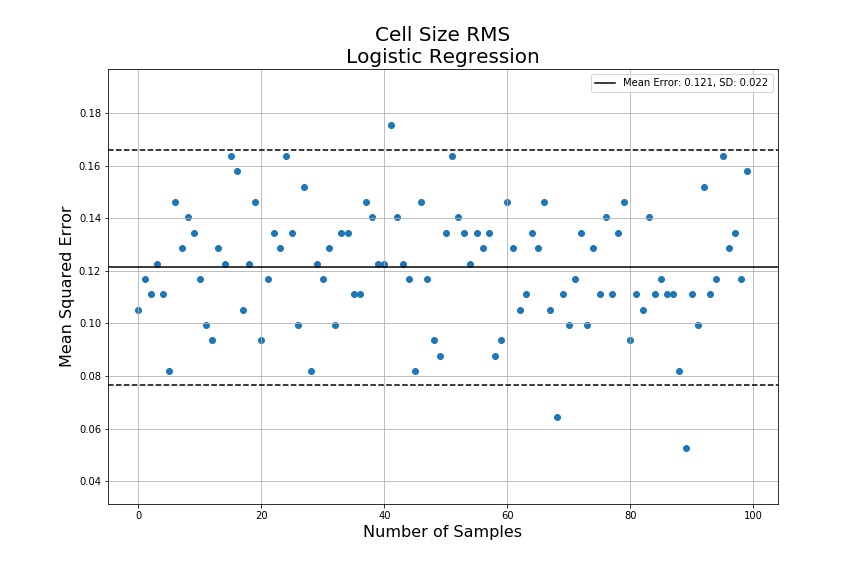 Cell Size RMS
Logistic Regression
Mean Error: 0.121, SD: 0.022
Mean Squared Error
0.18
0.16
0.14
0.12
0.10
0.08
0.06
0.04
0
20
40
60
80
100
Number of Samples